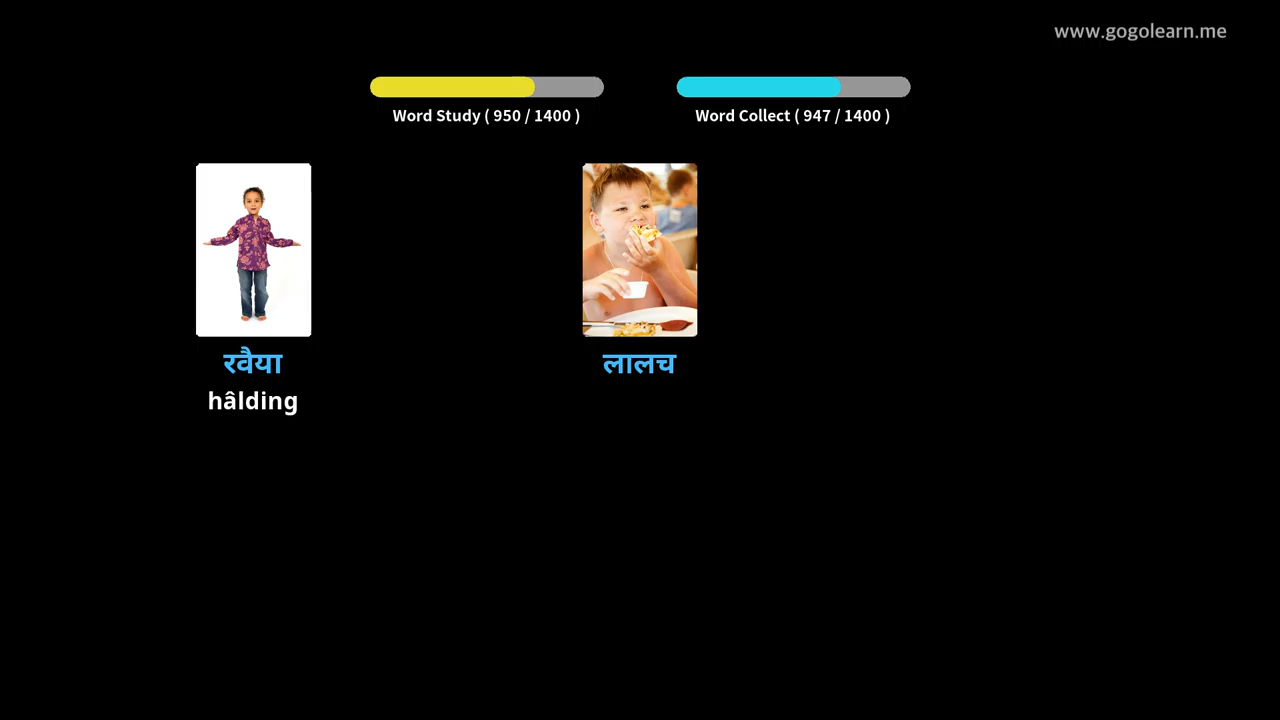 www.gogolearn.me
Word Study ( 950 / 1400 )
Word Collect ( 947 / 1400 )
रवैया
लालच
hâlding